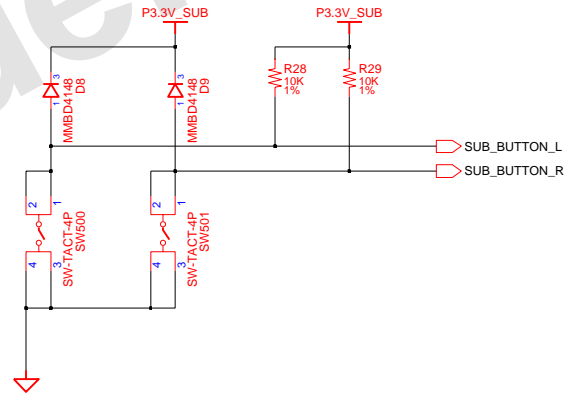 P3.3V_SUB
P3.3V_SUB
3
1
MMBD4148
D8
3
1
MMBD4148
D9
R28
10K
1%
R29
10K
1%
SUB_BUTTON_L
SUB_BUTTON_R
2
1
4
3
SW-TACT-4P
SW500
2
1
4
3
SW-TACT-4P
SW501